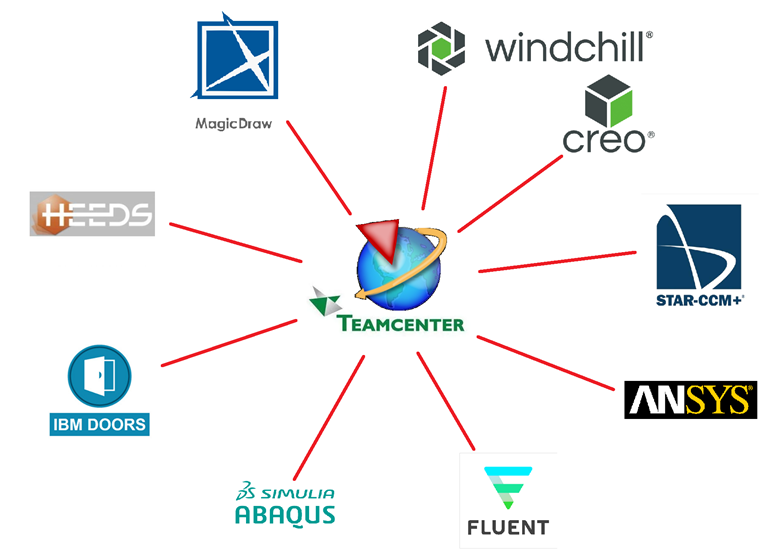 MagicDraw
windchill®
creo®
HEEDS
STAR-CCM+®
TEAMCENTER
IBM DOORS
ANSYS®
SIMULIA
ABAQUS
FLUENT